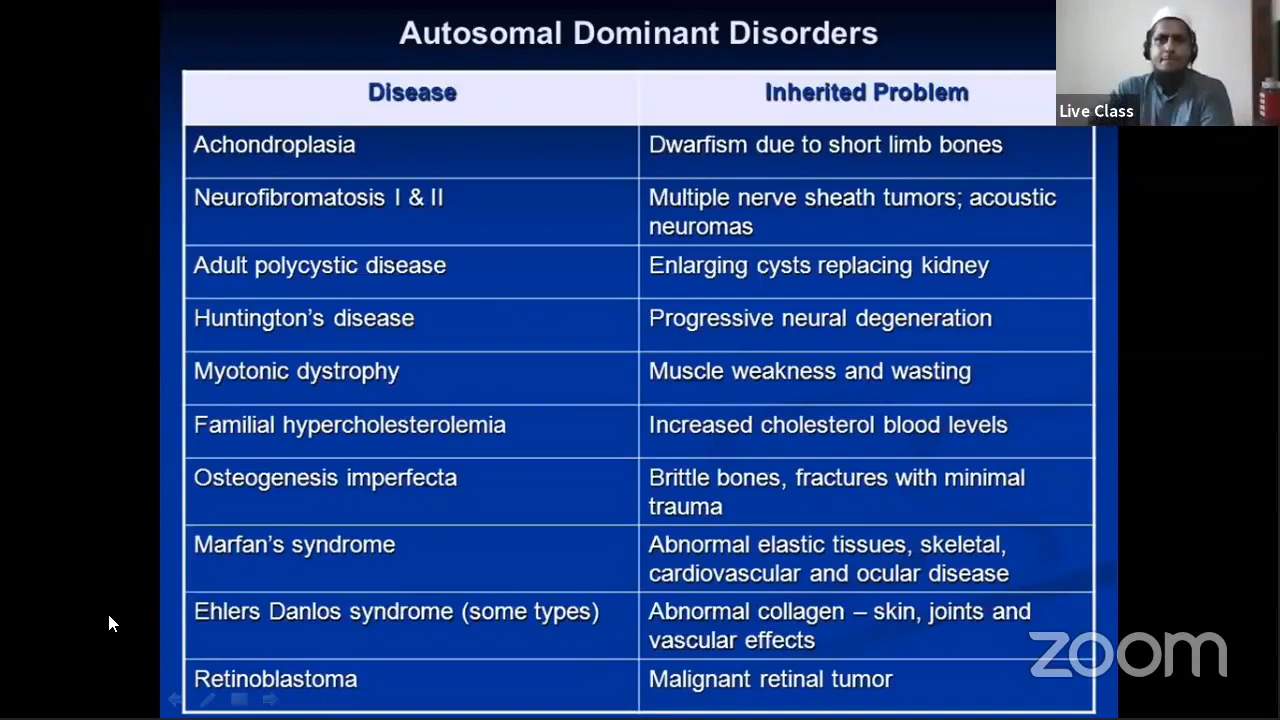 Autosomal Dominant Disorders
Disease
Inherited Problem
Live Class
Achondroplasia
Dwarfism due to short limb bones
Neurofibromatosis I & II
Multiple nerve sheath tumors; acoustic
neuromas
Adult polycystic disease
Enlarging cysts replacing kidney
Huntington’s disease
Progressive neural degeneration
Myotonic dystrophy
Muscle weakness and wasting
Familial hypercholesterolemia
Increased cholesterol blood levels
Osteogenesis imperfecta
Brittle bones, fractures with minimal
trauma
Marfan’s syndrome
Abnormal elastic tissues, skeletal,
cardiovascular and ocular disease
Ehlers Danlos syndrome (some types)
Abnormal collagen – skin, joints and
vascular effects
Retinoblastoma
Malignant retinal tumor
zoom